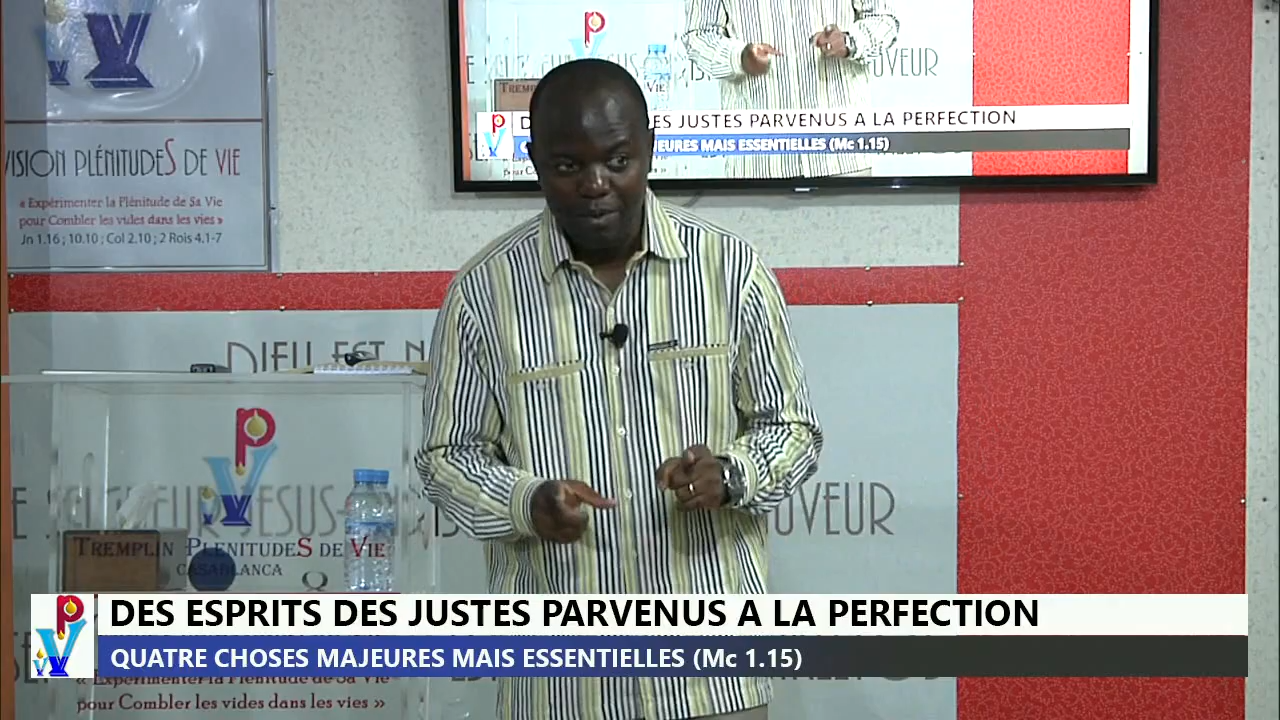 VISION PLÉNITUDES DE VIE
« Expérimenter la Plénitude de Sa Vie
pour Combler les vides dans les vies »
Jn 1.16 ; 10.10 ; Col 2.10 ; 2 Rois 4.1-7
ES JUSTES PARVENUS A LA PERFECTION
EURES MAIS ESSENTIELLES (Mc 1.15)
DIEU EST N
JESUS
UVEUR
TREMPLIN PLENITUDES DE VIE
CASABLANCA
DES ESPRITS DES JUSTES PARVENUS A LA PERFECTION
QUATRE CHOSES MAJEURES MAIS ESSENTIELLES (Mc 1.15)
« Expérimenter la Plénitude de Sa Vie
pour Combler les vides dans les vies »